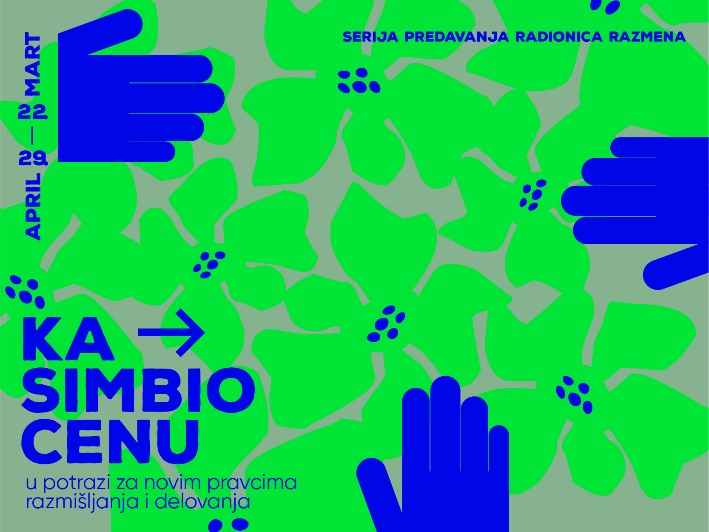 SERIJA PREDAVANJA RADIONICA RAZMENA
APRIL 29 — 22 MART
KA →
SIMBIO
CENU
u potrazi za novim pravcima
razmišljanja i delovanja